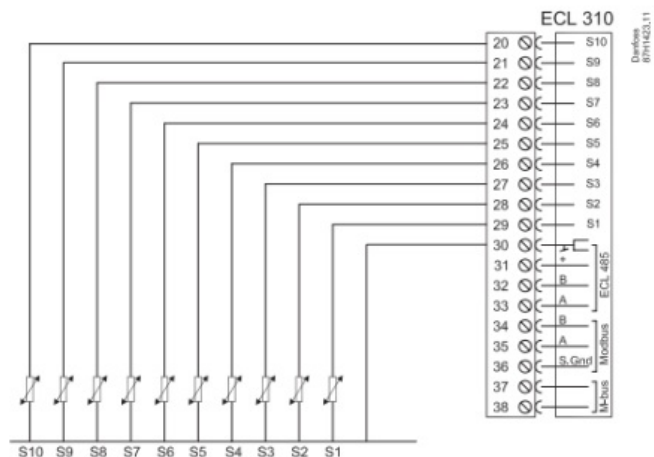 ECL 310
Danfoss
87H1423,11
20 S10
21 S9
22 S8
23 S7
24 S6
25 S5
26 S4
27 S3
28 S2
29 S1
30
31 +
32 B
33 A
ECL 485
34 B
35 A
36 S.Gnd
Modbus
37
38
M-bus
S10 S9 S8 S7 S6 S5 S4 S3 S2 S1